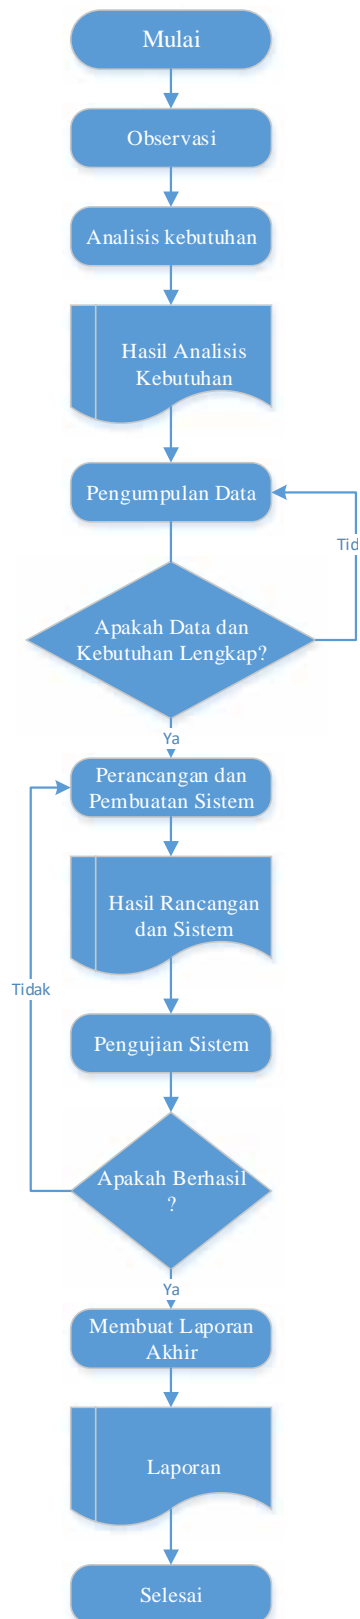 Mulai
Observasi
Analisis kebutuhan
Hasil Analisis
Kebutuhan
Pengumpulan Data
Tid
Apakah Data dan
Kebutuhan Lengkap?
Ya
Perancangan dan
Pembuatan Sistem
Hasil Rancangan
dan Sistem
Tidak
Pengujian Sistem
Apakah Berhasil
?
Ya
Membuat Laporan
Akhir
Laporan
Selesai